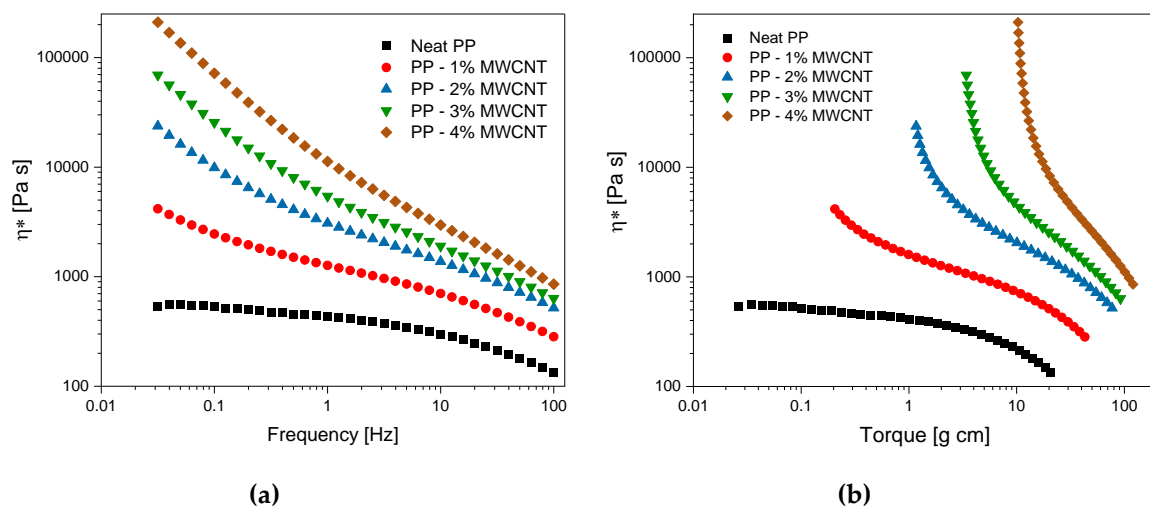 Neat PP
PP - 1% MWCNT
PP - 2% MWCNT
PP - 3% MWCNT
PP - 4% MWCNT
100000
10000
1000
100
η* [Pa s]
0.01 0.1 1 10 100
Frequency [Hz]
(a)
Neat PP
PP - 1% MWCNT
PP - 2% MWCNT
PP - 3% MWCNT
PP - 4% MWCNT
100000
10000
1000
100
η* [Pa s]
0.01 0.1 1 10 100
Torque [g cm]
(b)